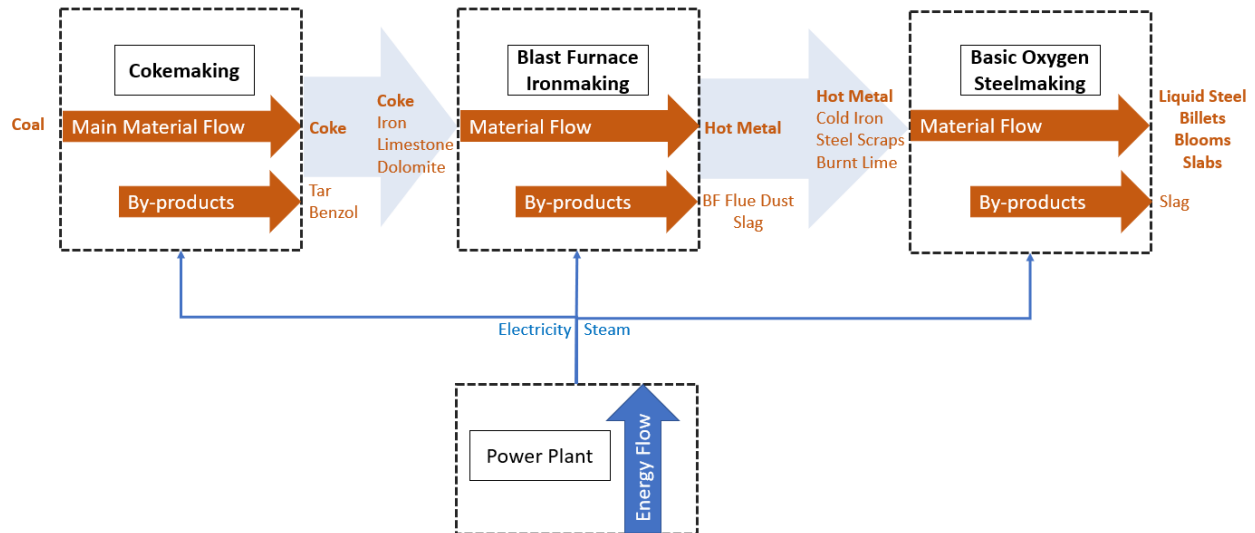 Cokemaking
Coal
Main Material Flow
Coke
By-products
Tar
Benzol
Coke
Iron
Limestone
Dolomite
Blast Furnace
Ironmaking
Material Flow
Hot Metal
By-products
BF Flue Dust
Slag
Hot Metal
Cold Iron
Steel Scraps
Burnt Lime
Basic Oxygen
Steelmaking
Material Flow
Liquid Steel
Billets
Blooms
Slabs
By-products
Slag
Electricity
Steam
Power Plant
Energy Flow